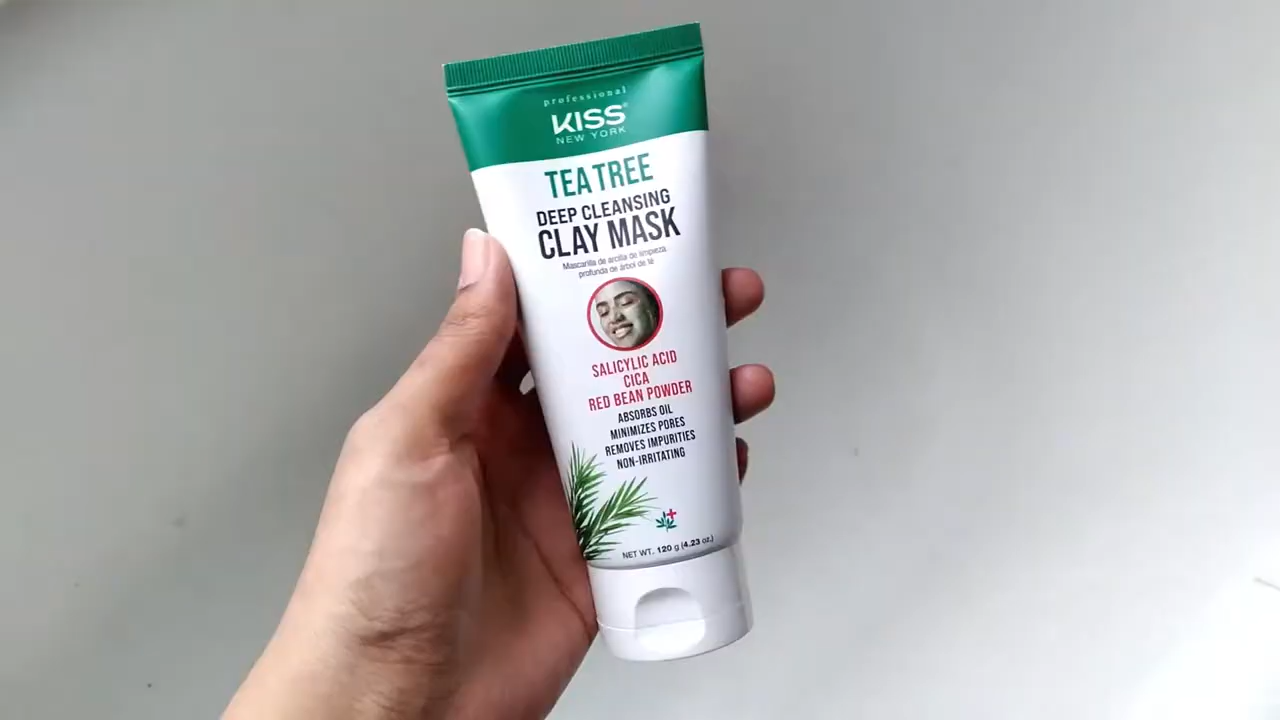 professional
KISS®
NEW YORK
TEA TREE
DEEP CLEANSING
CLAY MASK
Mascarilla de arcilla de limpieza
profunda de árbol de té
SALICYLIC ACID
CICA
RED BEAN POWDER
ABSORBS OIL
MINIMIZES PORES
REMOVES IMPURITIES
NON-IRRITATING
NET WT. 120 g (4.23 oz.)